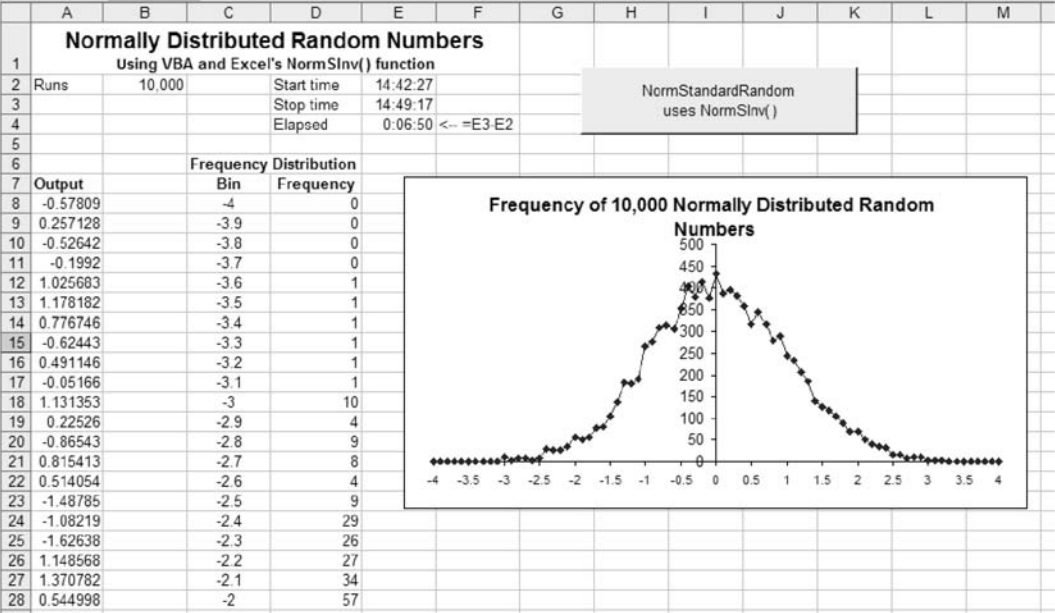 A B C D E F G H I J K L M
1 Normally Distributed Random Numbers
Using VBA and Excel's NormSInv() function
2 Runs 10,000 Start time 14:42:27
3 Stop time 14:49:17
4 Elapsed 0:06:50 <-- =E3-E2
NormStandardRandom
uses NormSInv()
5
6 Frequency Distribution
7 Output Bin Frequency
8 -0.57809 -4 0
9 0.257128 -3.9 0
10 -0.52642 -3.8 0
11 -0.1992 -3.7 0
12 1.025683 -3.6 1
13 1.178182 -3.5 1
14 0.776746 -3.4 1
15 -0.62443 -3.3 1
16 0.491146 -3.2 1
17 -0.05166 -3.1 1
18 1.131353 -3 10
19 0.22526 -2.9 4
20 -0.86543 -2.8 9
21 0.815413 -2.7 8
22 0.514054 -2.6 4
23 -1.48785 -2.5 9
24 -1.08219 -2.4 29
25 -1.62638 -2.3 26
26 1.148568 -2.2 27
27 1.370782 -2.1 34
28 0.544998 -2 57
Frequency of 10,000 Normally Distributed Random
Numbers
500
450
400
350
300
250
200
150
100
50
0
-4 -3.5 -3 -2.5 -2 -1.5 -1 -0.5 0 0.5 1 1.5 2 2.5 3 3.5 4